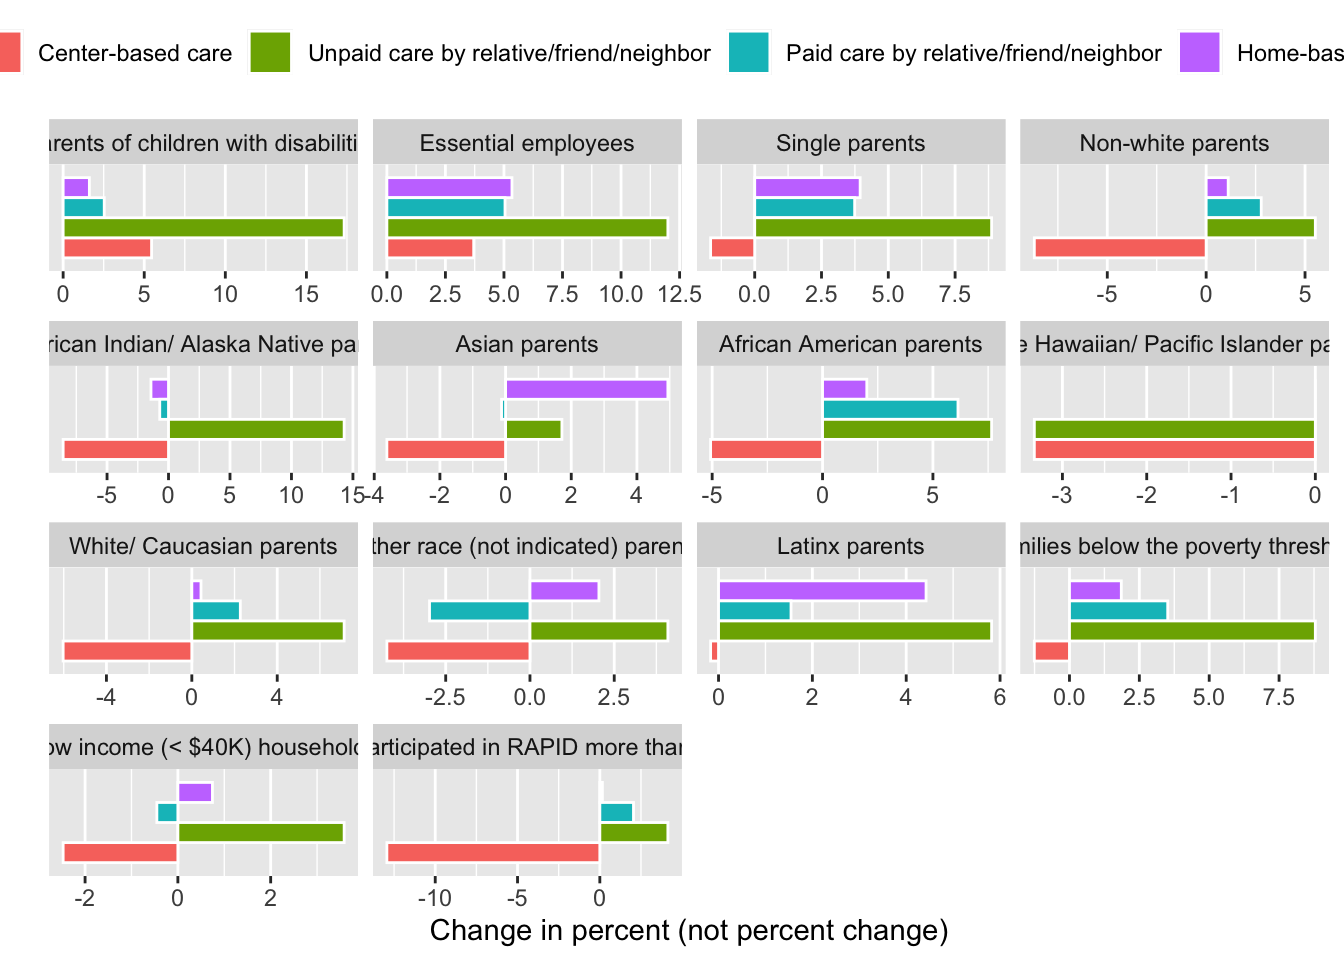 Center-based care Unpaid care by relative/friend/neighbor Paid care by relative/friend/neighbor Home-bas
arents of children with disabiliti Essential employees Single parents Non-white parents
0 5 10 15 0.0 2.5 5.0 7.5 10.0 12.5 0.0 2.5 5.0 7.5 -5 0 5
rican Indian/ Alaska Native par Asian parents African American parents e Hawaiian/ Pacific Islander pa
-5 0 5 10 15 -4 -2 0 2 4 -5 0 5 -3 -2 -1 0
White/ Caucasian parents ther race (not indicated) paren Latinx parents milies below the poverty thresh
-4 0 4 -2.5 0.0 2.5 0 2 4 6 0.0 2.5 5.0 7.5
ow income (< $40K) household articipated in RAPID more than
-2 0 2 -10 -5 0
Change in percent (not percent change)